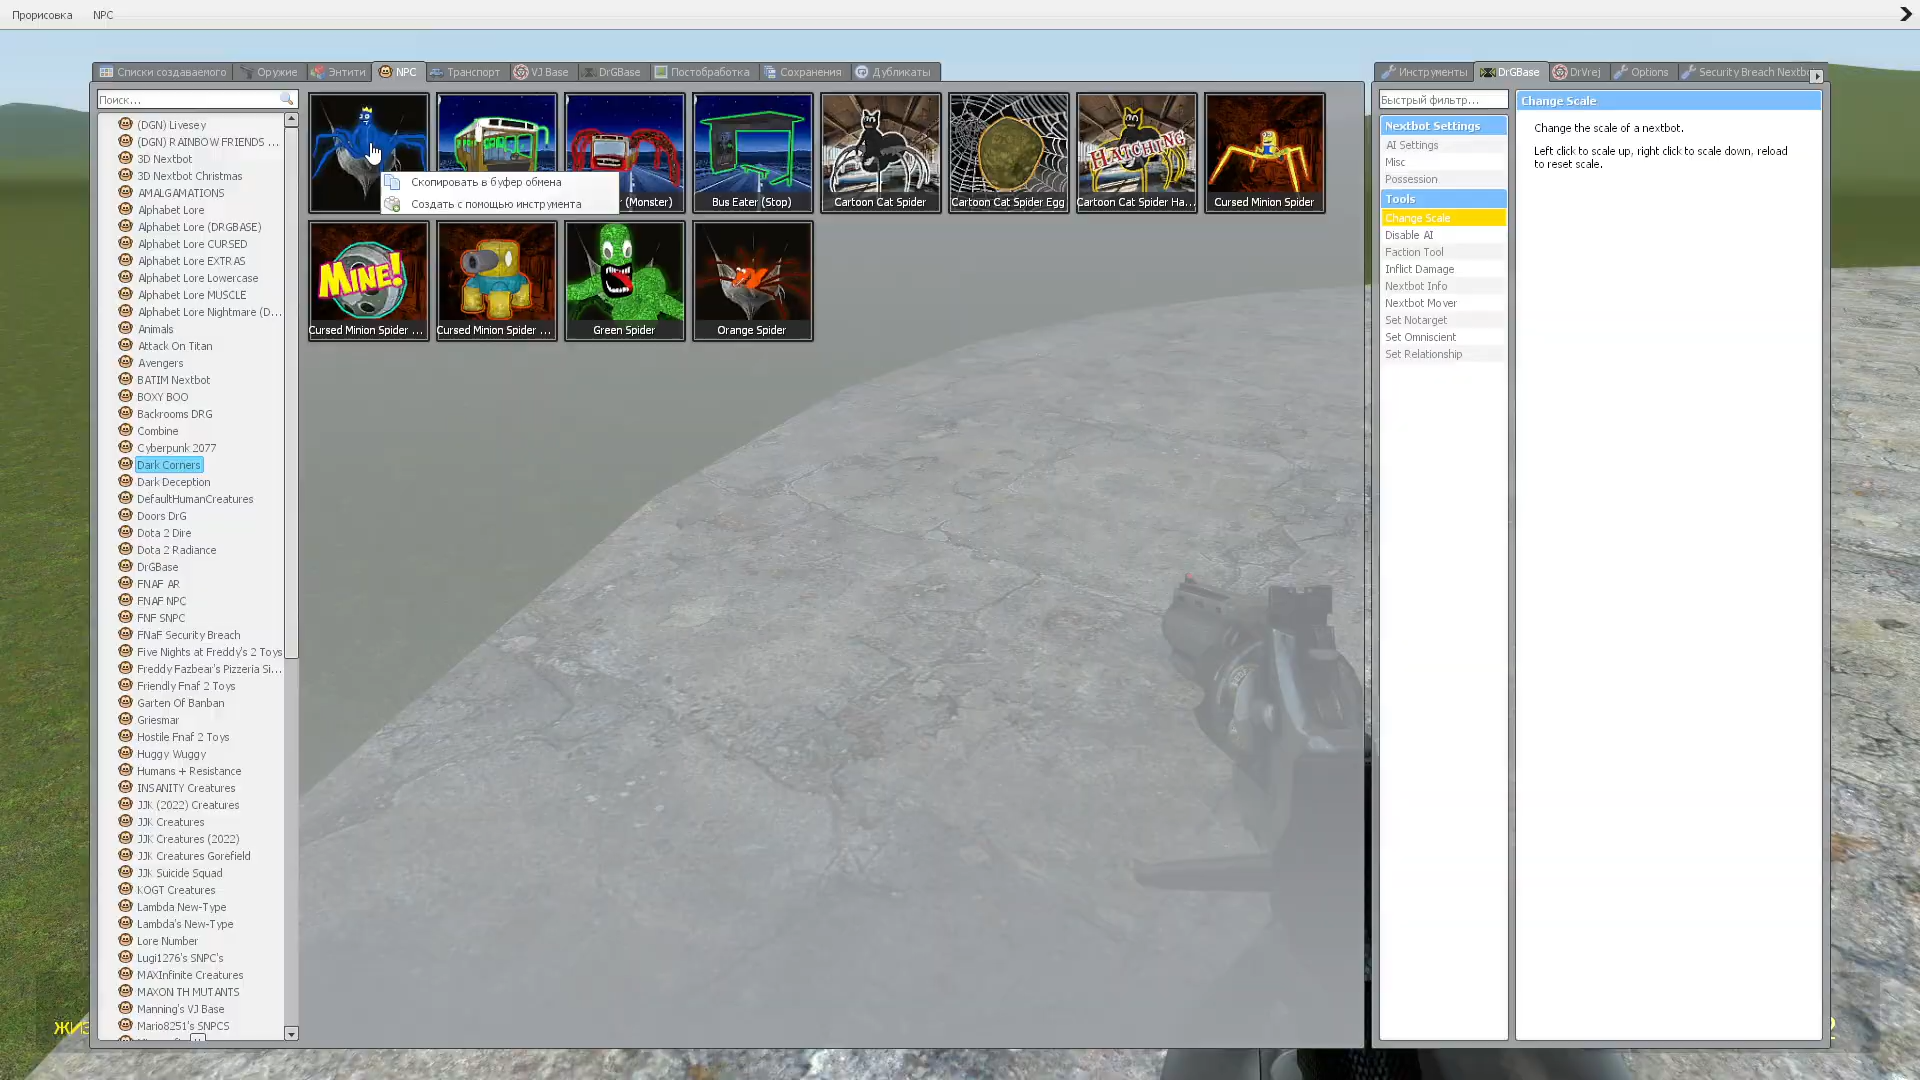 Прорисовка NPC
Списки создаваемого Оружие Энтити NPC Транспорт VJ Base DrGBase Постобработка Сохранения Дубликаты
Поиск...
(DGN) Livesey
(DGN) RAINBOW FRIENDS ...
3D Nextbot
3D Nextbot Christmas
AMALGAMATIONS
Alphabet Lore
Alphabet Lore (DRGBASE)
Alphabet Lore CURSED
Alphabet Lore EXTRAS
Alphabet Lore Lowercase
Alphabet Lore MUSCLE
Alphabet Lore Nightmare (D...
Animals
Attack On Titan
Avengers
BATIM Nextbot
BOXY BOO
Backrooms DRG
Combine
Cyberpunk 2077
Dark Corners
Dark Deception
DefaultHumanCreatures
Doors DrG
Dota 2 Dire
Dota 2 Radiance
DrGBase
FNAF AR
FNAF NPC
FNF SNPC
FNaF Security Breach
Five Nights at Freddy's 2 Toys
Freddy Fazbear's Pizzeria Si...
Friendly Fnaf 2 Toys
Garten Of Banban
Griesmar
Hostile Fnaf 2 Toys
Huggy Wuggy
Humans + Resistance
INSANITY Creatures
JJK (2022) Creatures
JJK Creatures
JJK Creatures (2022)
JJK Creatures Gorefield
JJK Suicide Squad
KOGT Creatures
Lambda New-Type
Lambda's New-Type
Lore Number
Lugi1276's SNPC's
MAXInfinite Creatures
MAXON TH MUTANTS
Manning's VJ Base
Mario8251's SNPCS
Скопировать в буфер обмена
Создать с помощью инструмента
(Monster)
Bus Eater (Stop)
Cartoon Cat Spider
Cartoon Cat Spider Egg
HATCHING
Cartoon Cat Spider Ha...
Cursed Minion Spider
MINE!
Cursed Minion Spider ...
Cursed Minion Spider ...
Green Spider
Orange Spider
Инструменты DrGBase DrVrej Options Security Breach Nextbo
Быстрый фильтр...
Nextbot Settings
AI Settings
Misc
Possession
Tools
Change Scale
Disable AI
Faction Tool
Inflict Damage
Nextbot Info
Nextbot Mover
Set Notarget
Set Omniscient
Set Relationship
Change Scale
Change the scale of a nextbot.
Left click to scale up, right click to scale down, reload
to reset scale.